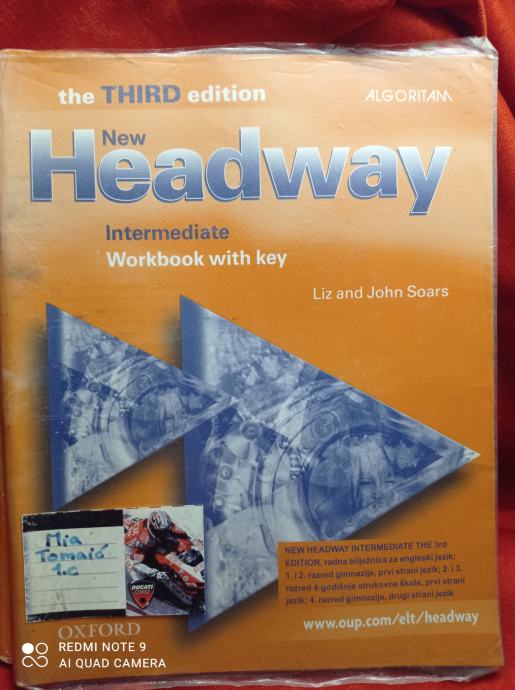 the THIRD edition
ALGORITAM
New
Headway
Intermediate
Workbook with key
Liz and John Soars
Mia
Tomaić
1.c
DUCATI
CORSE
NEW HEADWAY INTERMEDIATE THE 3rd
EDITION, radna bilježnica za engleski jezik:
1. i 2. razred gimnazije, prvi strani jezik; 2. i 3.
razred 4-godišnje strukovne škole, prvi strani
jezik; 4. razred gimnazije, drugi strani jezik
www.oup.com/elt/headway
OXFORD
REDMI NOTE 9
AI QUAD CAMERA